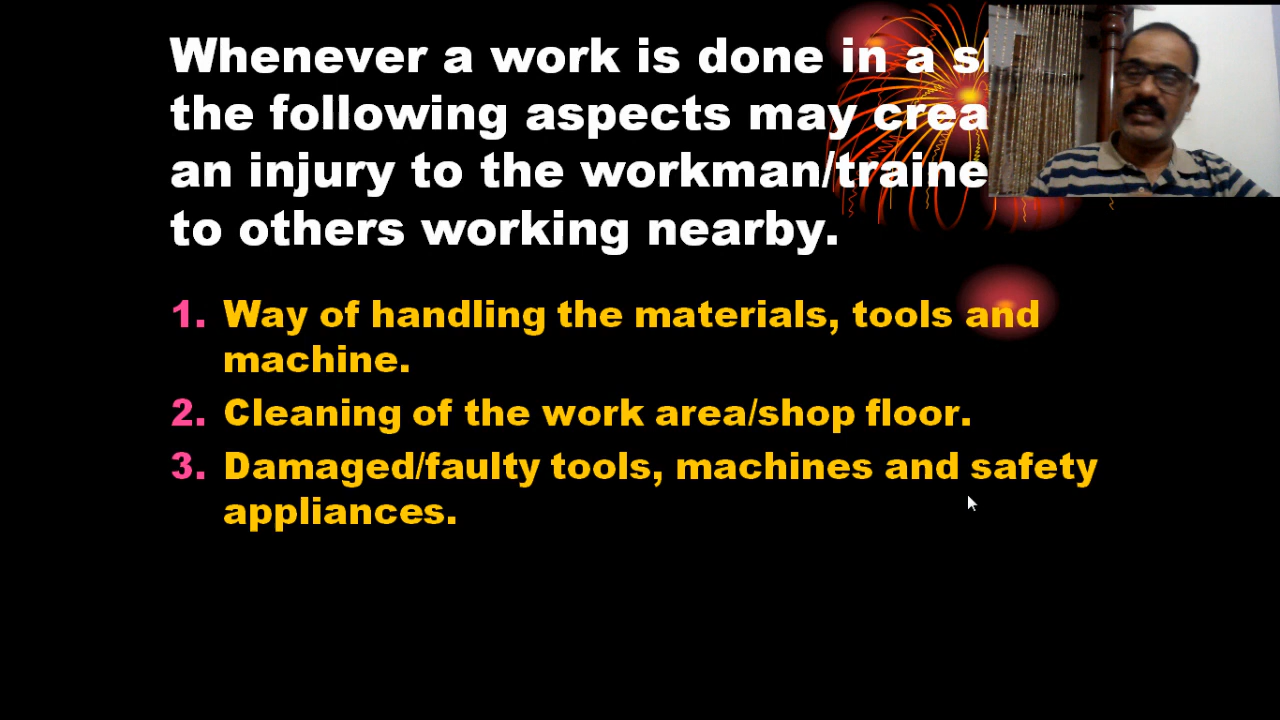 Whenever a work is done in a
the following aspects may
an injury to the
to others working nearby.
1. Way of handling the materials, tools and
machine.
2. Cleaning of the work area/shop floor.
3. Damaged/faulty tools, machines and safety
appliances.